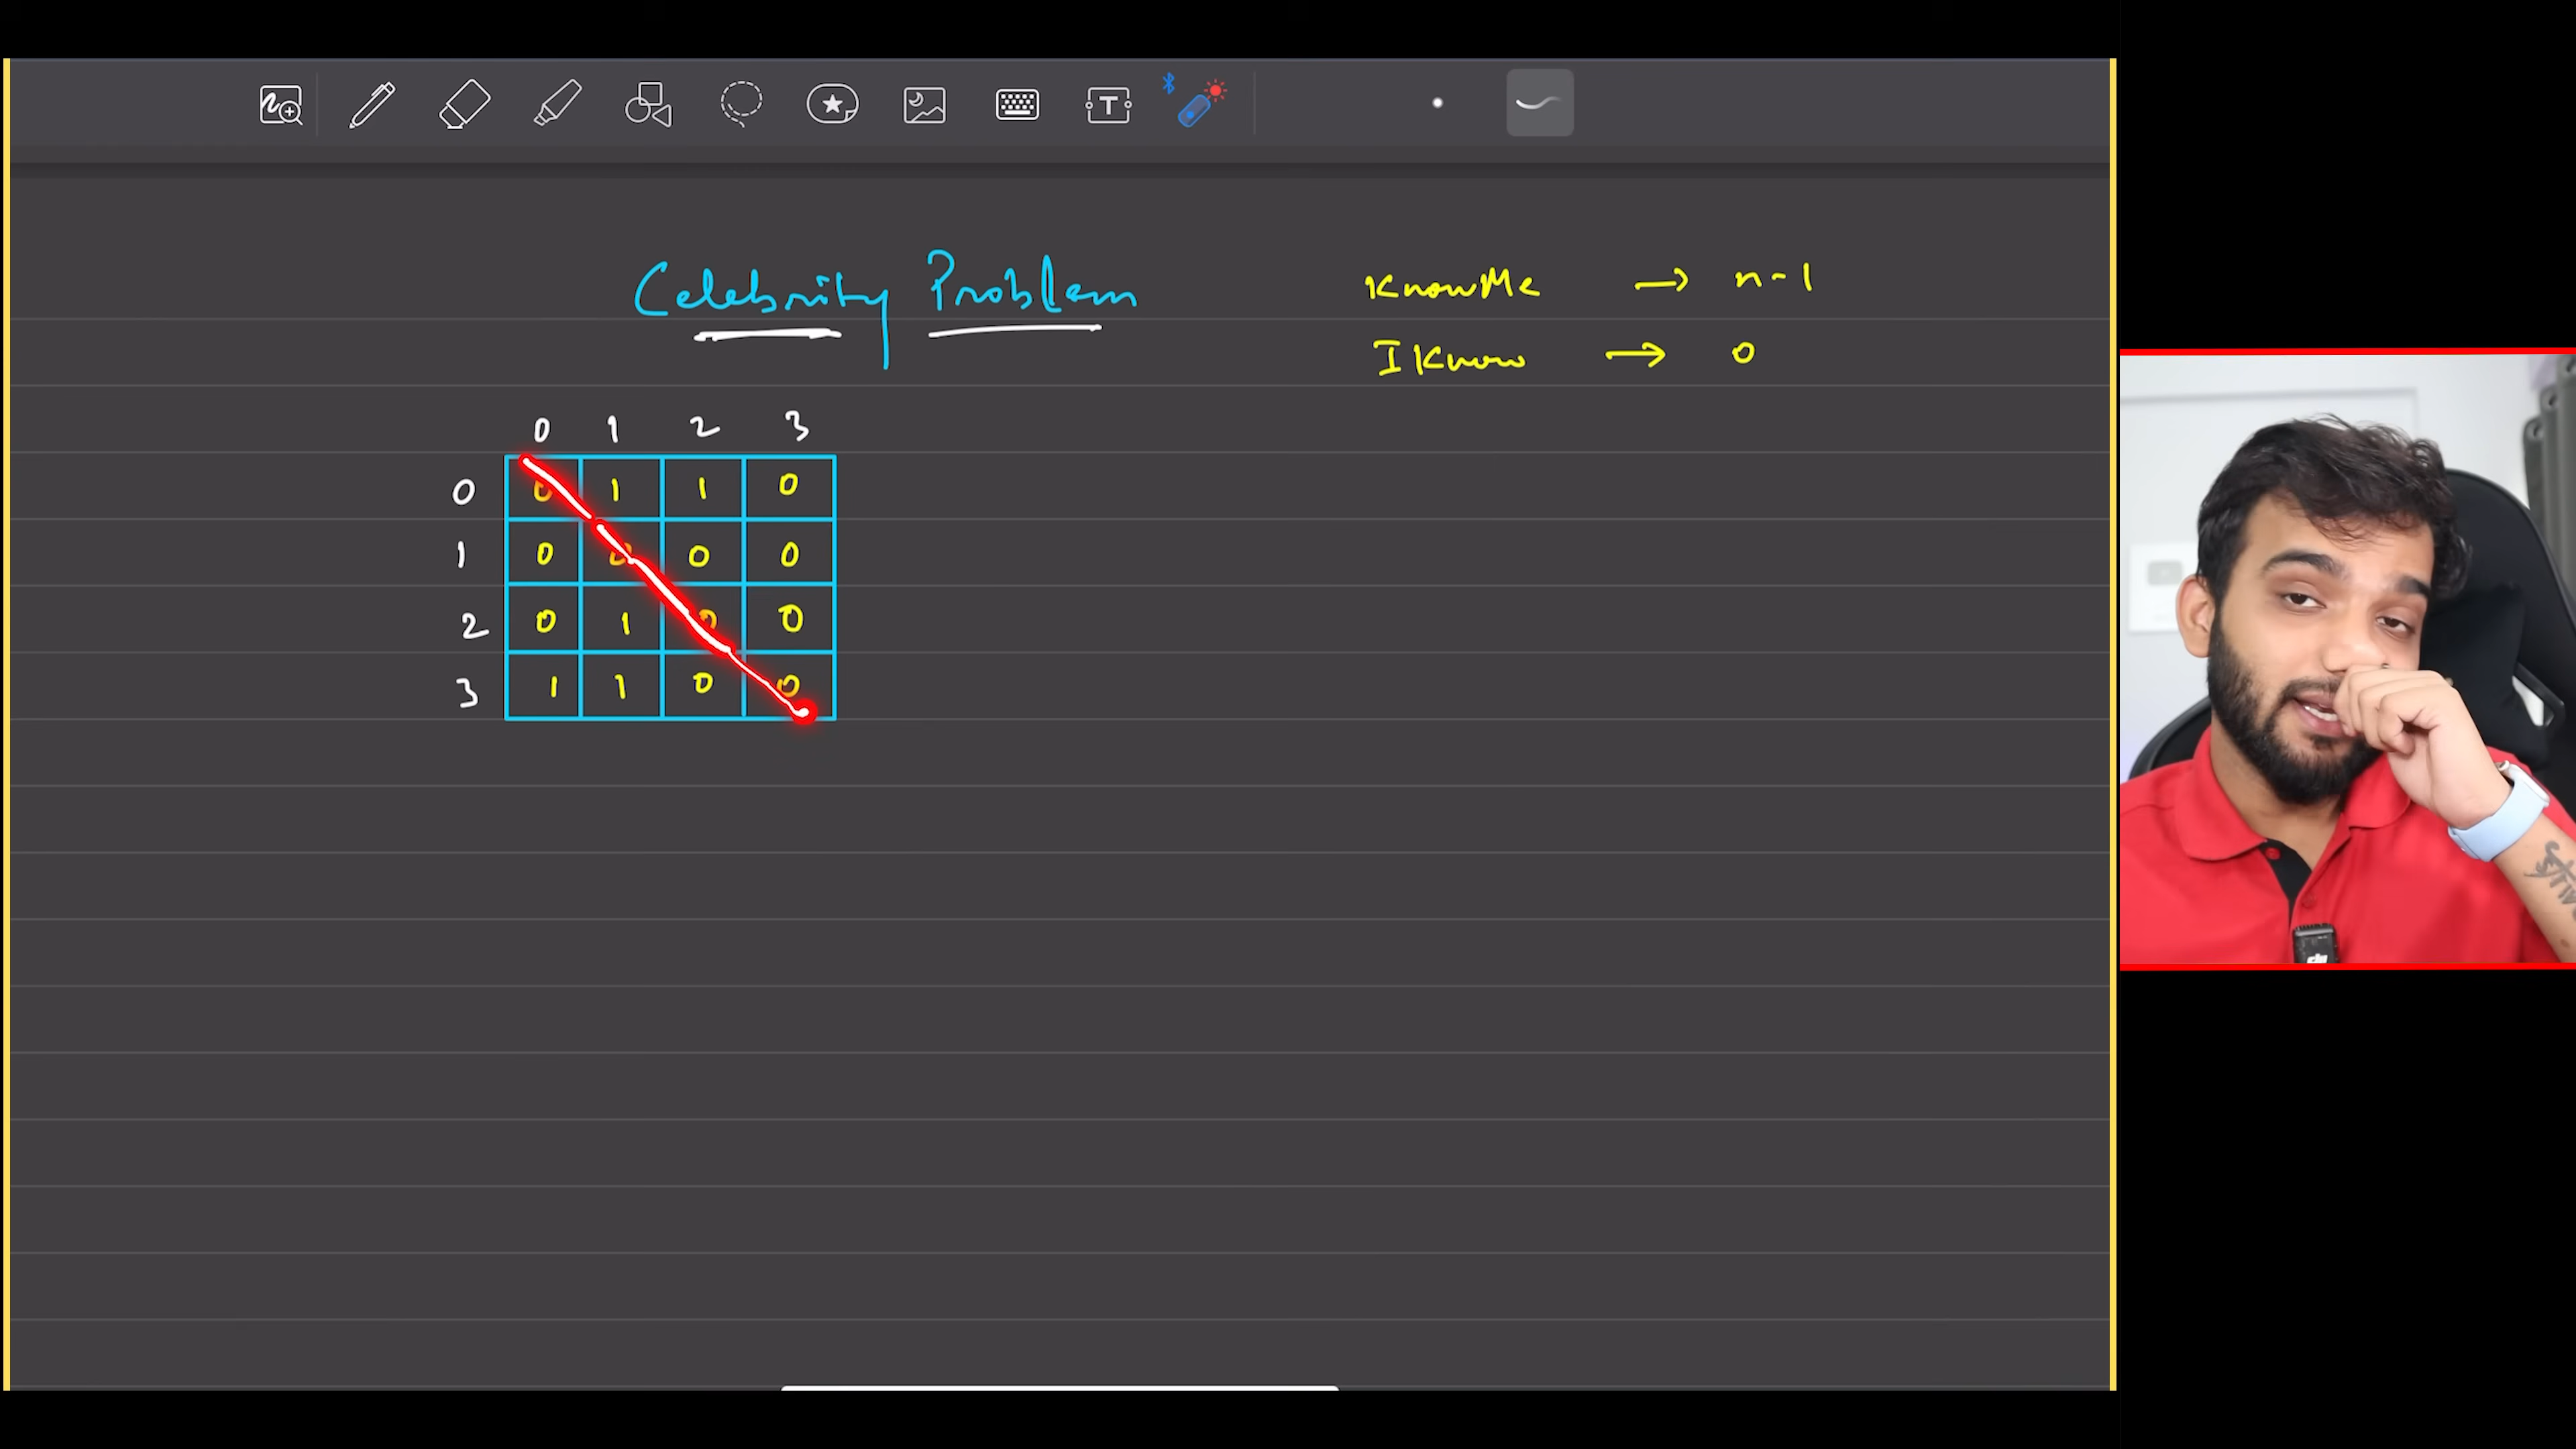 Celebrity Problem
KnowMe → n-1
I Know → 0
0 1 2 3
0 0 1 1 0
1 0 0 0 0
2 0 1 0 0
3 1 1 0 0